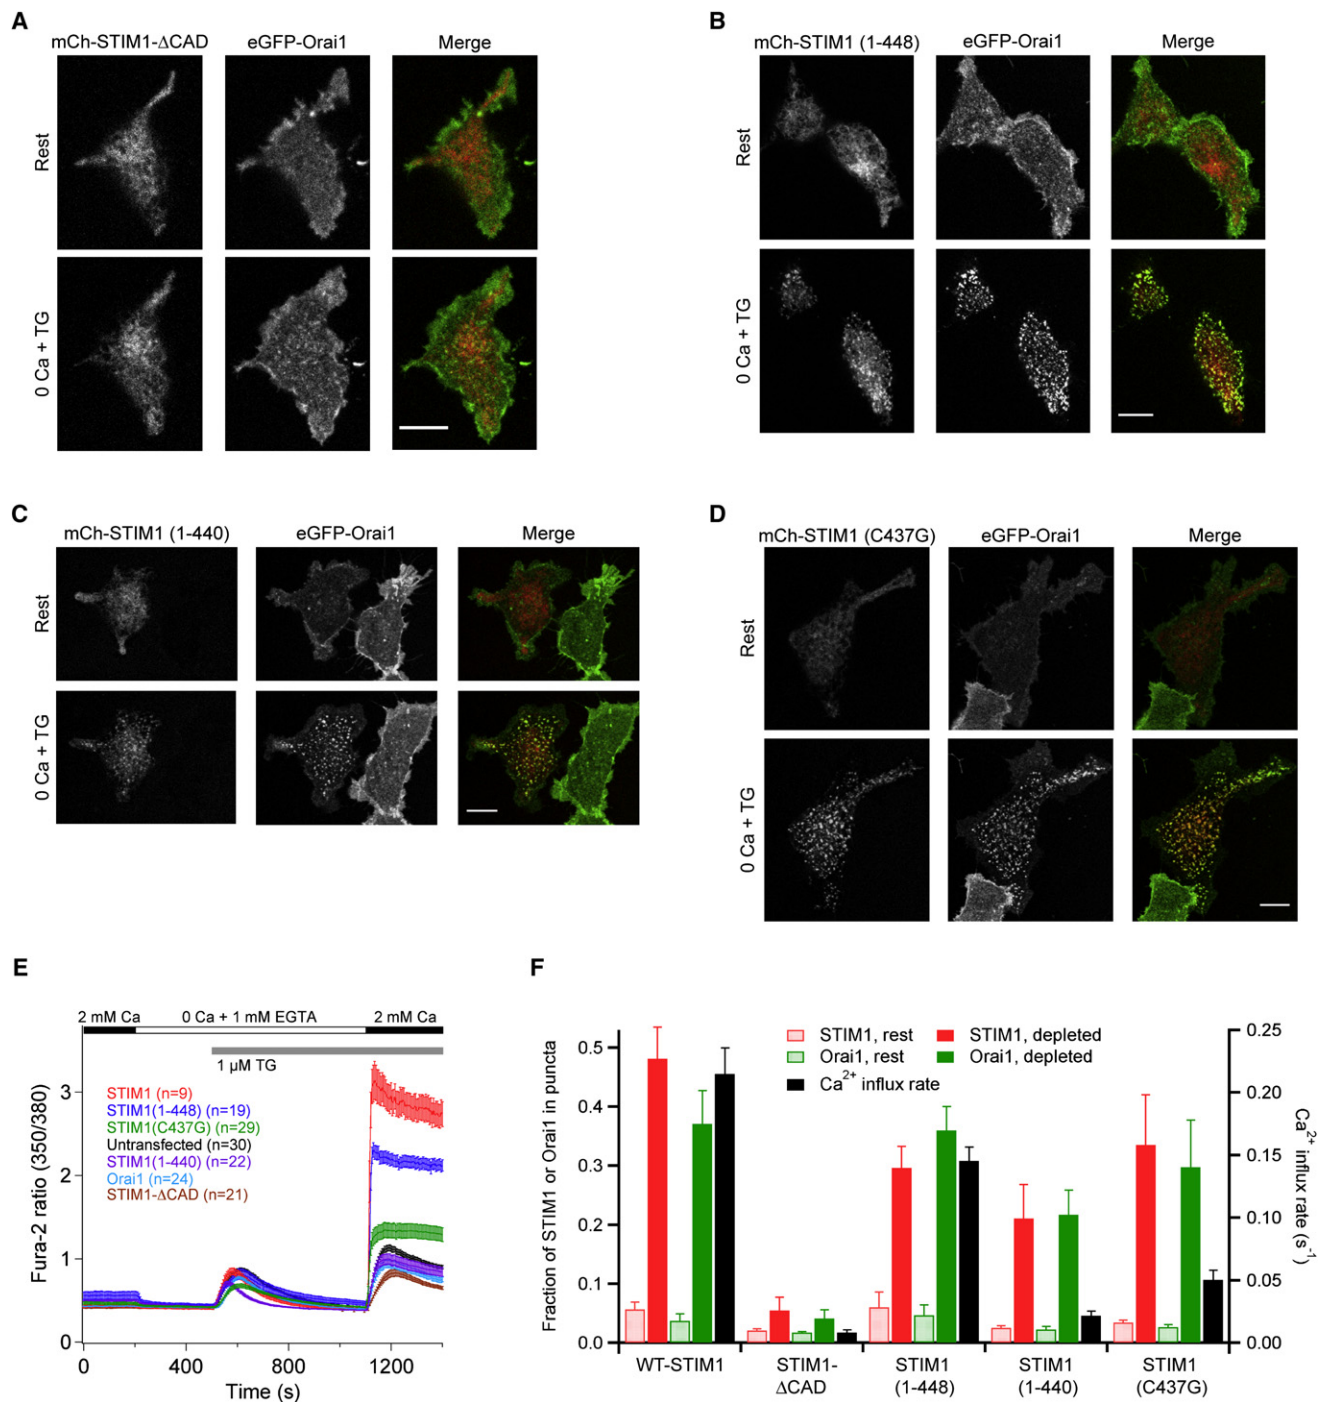 A
mCh-STIM1-ΔCAD eGFP-Orai1 Merge
Rest
0 Ca + TG
B
mCh-STIM1 (1-448) eGFP-Orai1 Merge
Rest
0 Ca + TG
C
mCh-STIM1 (1-440) eGFP-Orai1 Merge
Rest
0 Ca + TG
D
mCh-STIM1 (C437G) eGFP-Orai1 Merge
Rest
0 Ca + TG
E
2 mM Ca 0 Ca + 1 mM EGTA 2 mM Ca
1 µM TG
STIM1 (n=9)
STIM1(1-448) (n=19)
STIM1(C437G) (n=29)
Untransfected (n=30)
STIM1(1-440) (n=22)
Orai1 (n=24)
STIM1-ΔCAD (n=21)
Fura-2 ratio (350/380)
3
2
1
0
0 400 800 1200
Time (s)
F
STIM1, rest STIM1, depleted
Orai1, rest Orai1, depleted
Ca²⁺ influx rate
Fraction of STIM1 or Orai1 in puncta
0.5
0.4
0.3
0.2
0.1
0.0
0.25
0.20
0.15
0.10
0.05
0.00
Ca²⁺ influx rate (s⁻¹)
WT-STIM1 STIM1- STIM1 STIM1 STIM1
ΔCAD (1-448) (1-440) (C437G)